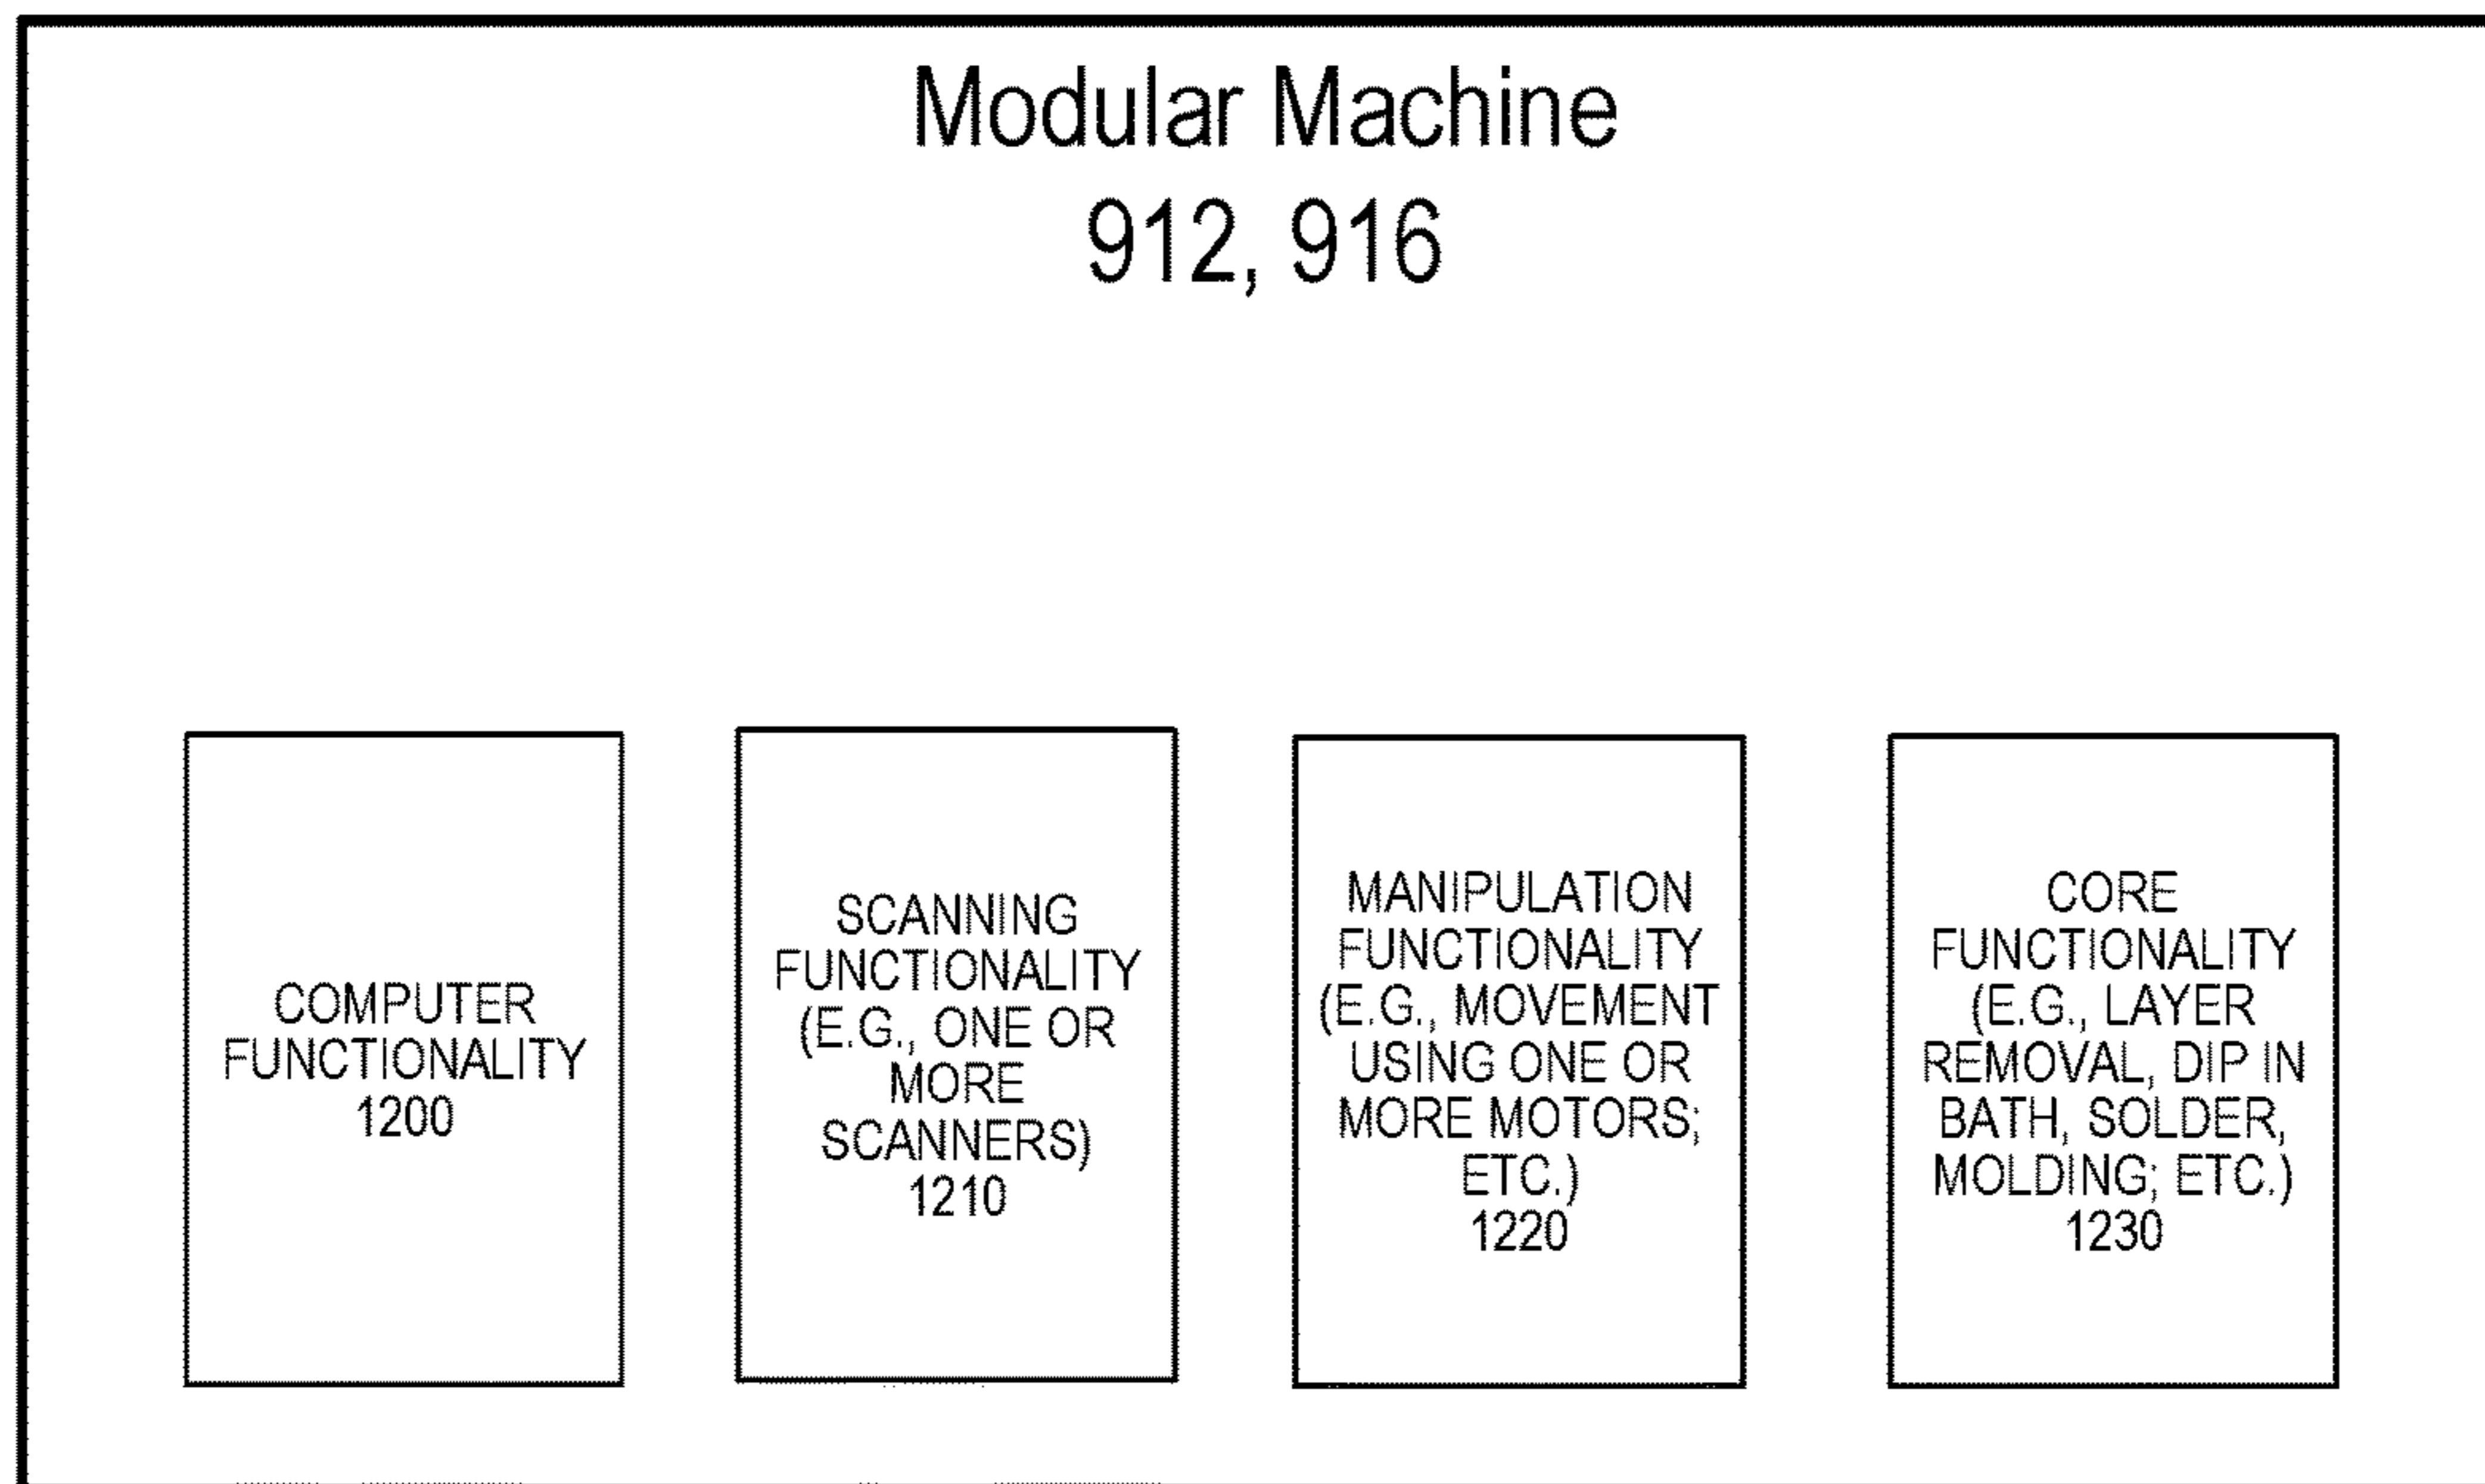 Modular Machine
912, 916
COMPUTER
FUNCTIONALITY
1200
SCANNING
FUNCTIONALITY
(E.G., ONE OR
MORE
SCANNERS)
1210
MANIPULATION
FUNCTIONALITY
(E.G., MOVEMENT
USING ONE OR
MORE MOTORS;
ETC.)
1220
CORE
FUNCTIONALITY
(E.G., LAYER
REMOVAL, DIP IN
BATH, SOLDER,
MOLDING; ETC.)
1230